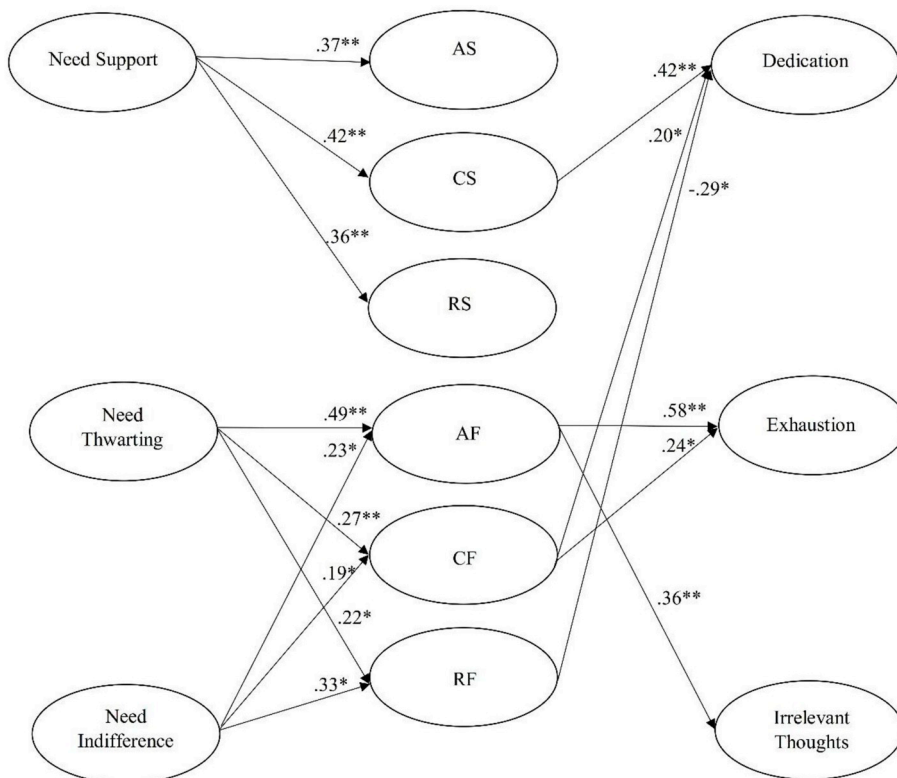 Need Support
.37**
AS
.42**
Dedication
.42**
CS
.20*
-.29*
.36**
RS
Need
Thwarting
.49**
AF
.58**
Exhaustion
.23*
.24*
.27**
CF
.19*
.22*
.36**
.33*
RF
Need
Indifference
Irrelevant
Thoughts